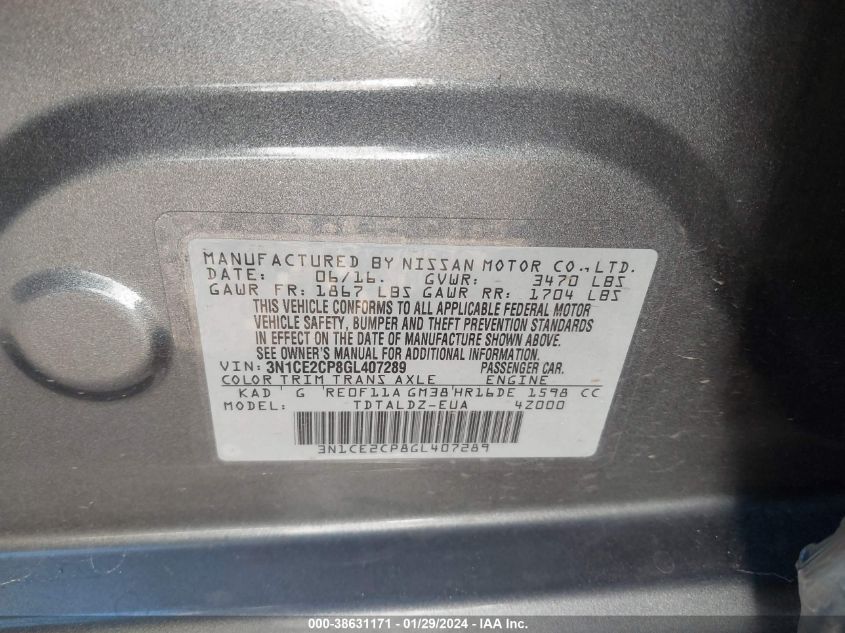 MANUFACTURED BY NISSAN MOTOR CO., LTD.
DATE: 06/16. GVWR: 3470 LBS
GAWR FR: 1867 LBS GAWR RR: 1704 LBS
THIS VEHICLE CONFORMS TO ALL APPLICABLE FEDERAL MOTOR
VEHICLE SAFETY, BUMPER AND THEFT PREVENTION STANDARDS
IN EFFECT ON THE DATE OF MANUFACTURE SHOWN ABOVE.
SEE OWNER'S MANUAL FOR ADDITIONAL INFORMATION.
VIN: 3N1CE2CP8GL407289 PASSENGER CAR.
COLOR TRIM TRANS AXLE ENGINE
KAD G RE0F11A GM38 HR16DE 1598 CC
MODEL: TDTALDZ-EUA 4Z000
3N1CE2CP8GL407289
000-38631171 - 01/29/2024 - IAA Inc.